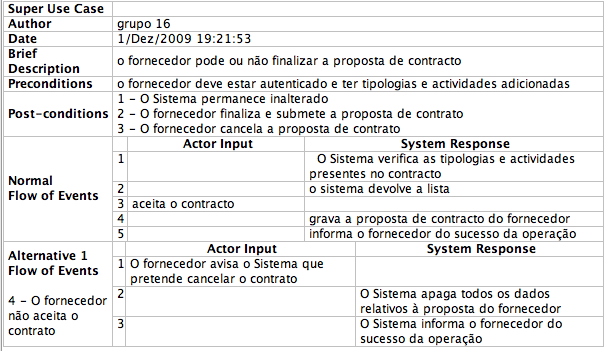 Super Use Case
Author grupo 16
Date 1/Dez/2009 19:21:53
Brief
Description o fornecedor pode ou não finalizar a proposta de contracto
Preconditions o fornecedor deve estar autenticado e ter tipologias e actividades adicionadas
Post-conditions
1 - O Sistema permanece inalterado
2 - O fornecedor finaliza e submete a proposta de contrato
3 - O fornecedor cancela a proposta de contrato
Normal
Flow of Events
Actor Input System Response
1 O Sistema verifica as tipologias e actividades
presentes no contracto
2 o sistema devolve a lista
3 aceita o contracto
4 grava a proposta de contracto do fornecedor
5 informa o fornecedor do sucesso da operação
Alternative 1
Flow of Events
4 - O fornecedor
não aceita o
contrato
Actor Input System Response
1 O fornecedor avisa o Sistema que
pretende cancelar o contrato
2 O Sistema apaga todos os dados
relativos à proposta do fornecedor
3 O Sistema informa o fornecedor do
sucesso da operação